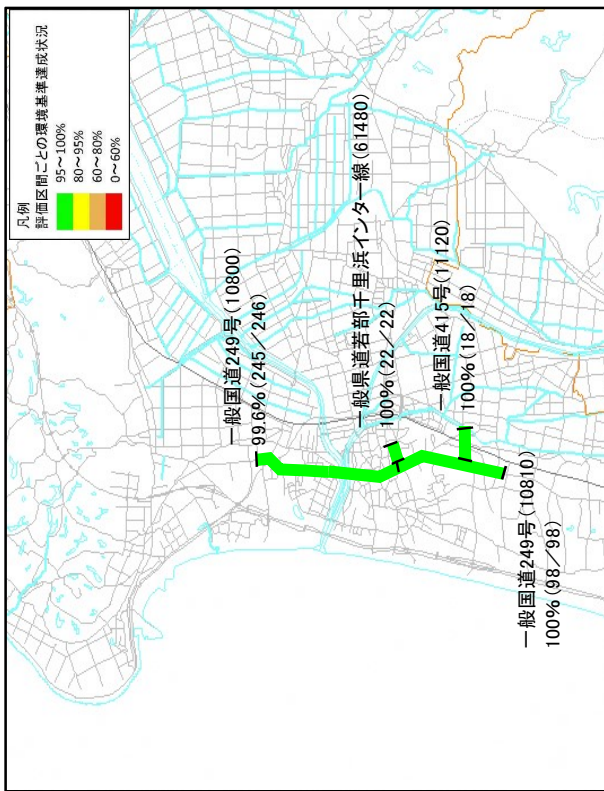 凡例
評価区間ごとの環境基準達成状況
95～100%
80～95%
60～80%
0～60%
一般国道249号(10800)
99.6%(245／246)
一般県道若部千里浜インター線(61480)
100%(22／22)
一般国道415号(11120)
100%(18／18)
一般国道249号(10810)
100%(98／98)